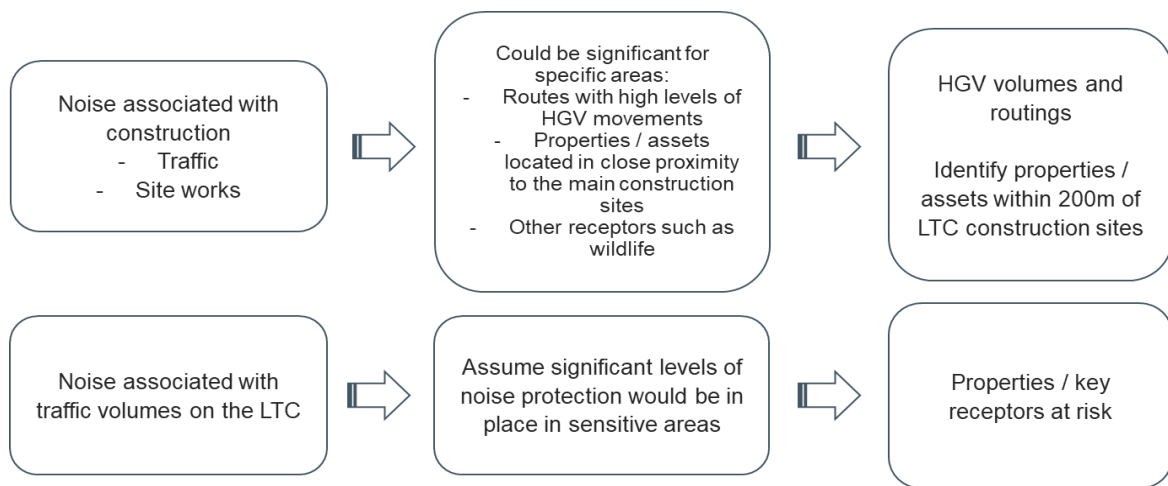 Noise associated with
construction
- Traffic
- Site works
Could be significant for
specific areas:
- Routes with high levels of
HGV movements
- Properties / assets
located in close proximity
to the main construction
sites
- Other receptors such as
wildlife
HGV volumes and
routings
Identify properties /
assets within 200m of
LTC construction sites
Noise associated with
traffic volumes on the LTC
Assume significant levels of
noise protection would be in
place in sensitive areas
Properties / key
receptors at risk